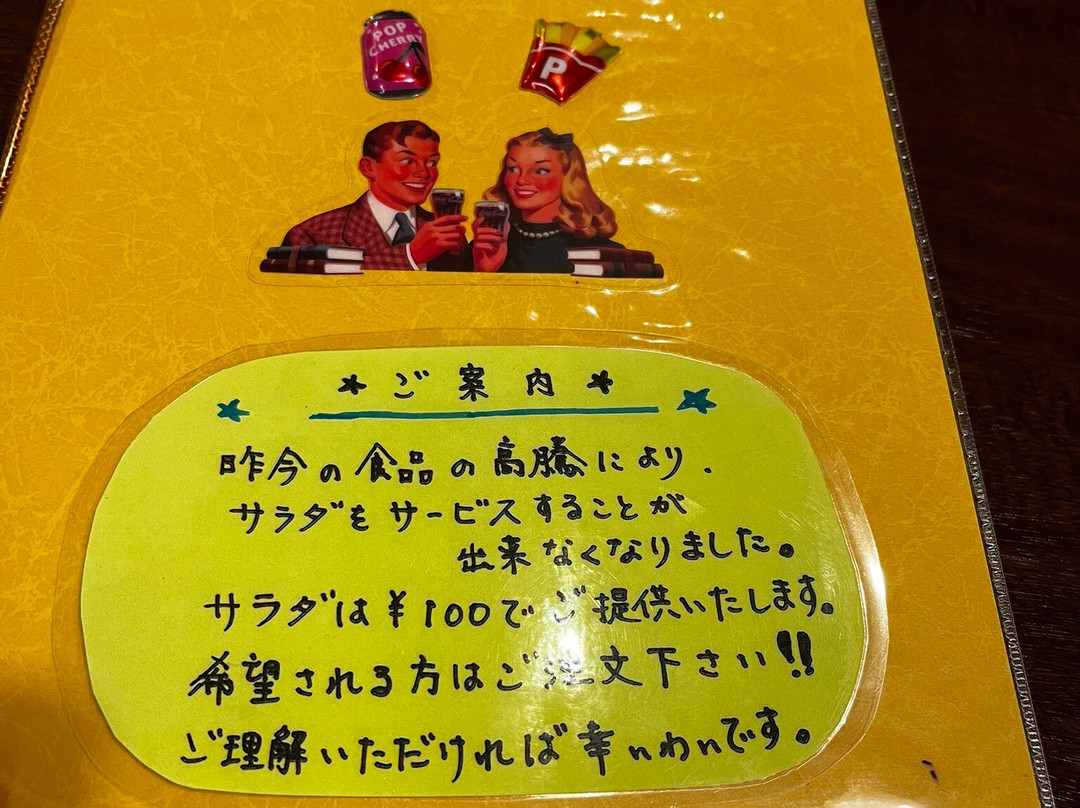 POP
CHERRY
P
*ご案内*
昨今の食品の高騰により、
サラダをサービスすることが
出来なくなりました。
サラダは¥100でご提供いたします。
希望される方はご注文下さい!!
ご理解いただければ幸いわいです。